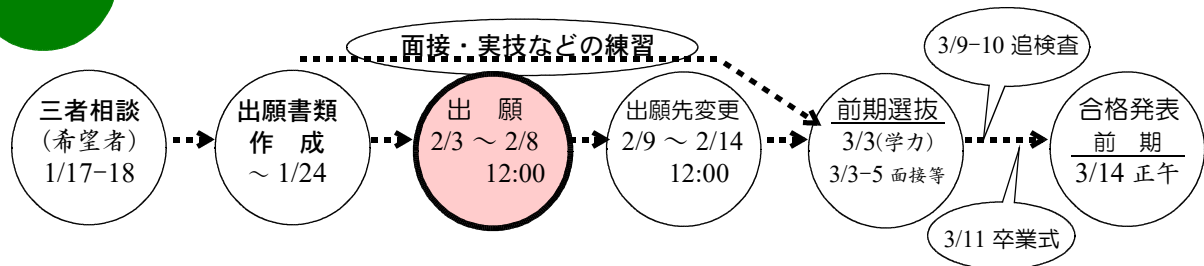 面接・実技などの練習
3/9-10 追検査
三者相談
(希望者)
1/17-18
出願書類
作　成
～ 1/24
出　願
2/3 ～ 2/8
12:00
出願先変更
2/9 ～ 2/14
12:00
前期選抜
3/3(学力)
3/3-5 面接等
合格発表
前　期
3/14 正午
3/11 卒業式